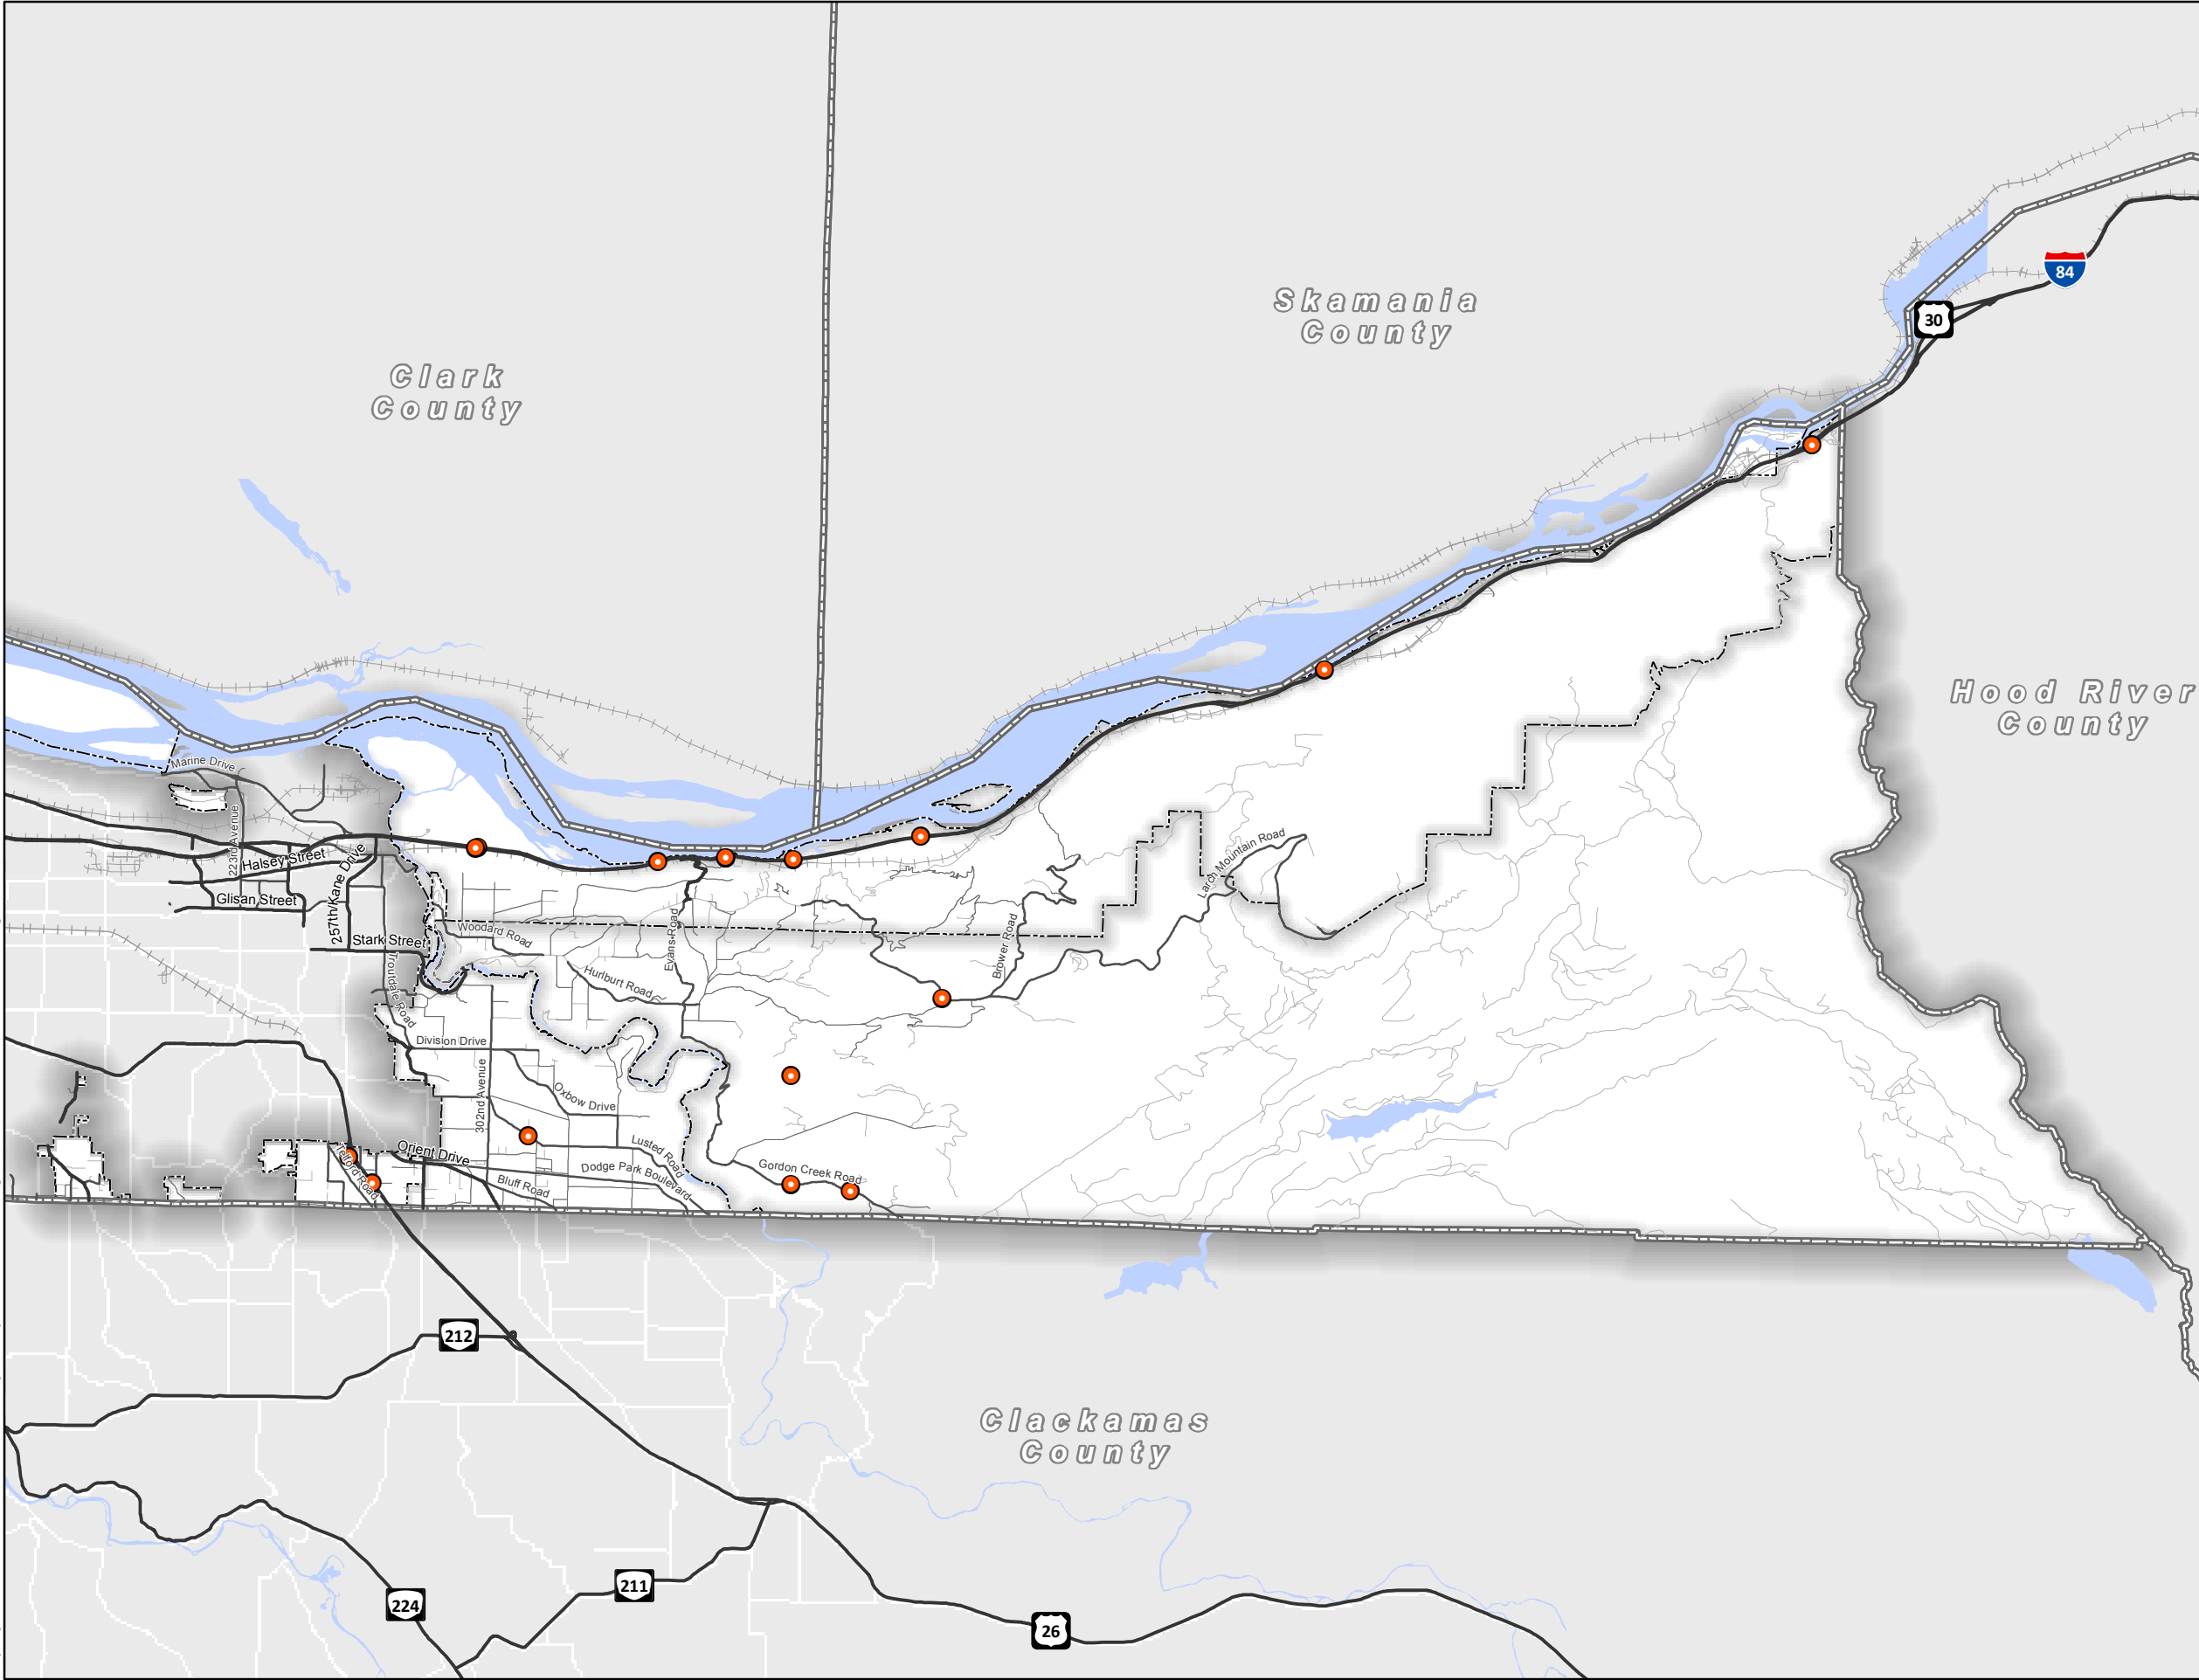 84
Skamania
County
30
Clark
County
Hood River
County
Marine Drive
223rd Avenue
Halsey Street
257th/Kane Drive
Glisan Street
Larch Mountain Road
Stark Street
Woodard Road
Evans Road
Brower Road
Troutdale Road
Hurlburt Road
Division Drive
302nd Avenue
Oxbow Drive
Telford Road
Orient Drive
Lusted Road
Dodge Park Boulevard
Gordon Creek Road
Bluff Road
212
Clackamas
County
211
224
26